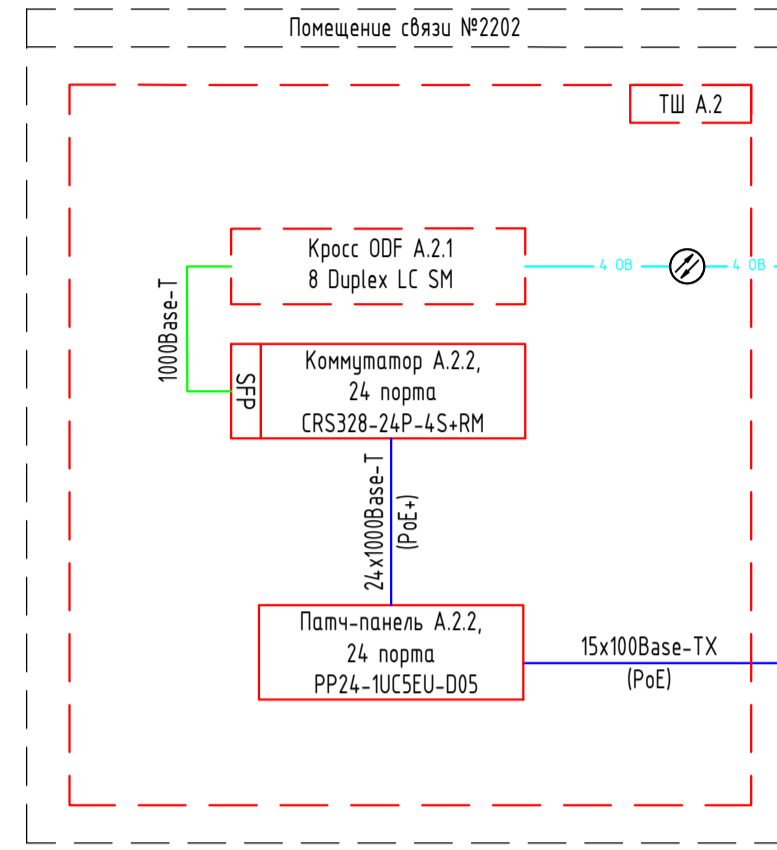 Помещение связи №2202
ТШ А.2
Кросс ODF А.2.1
8 Duplex LC SM
4 ОВ
4 ОВ
1000Base-T
SFP
Коммутатор А.2.2,
24 порта
CRS328-24P-4S+RM
24x1000Base-T
(PoE+)
Патч-панель А.2.2,
24 порта
PP24-1UC5EU-D05
15x100Base-TX
(PoE)